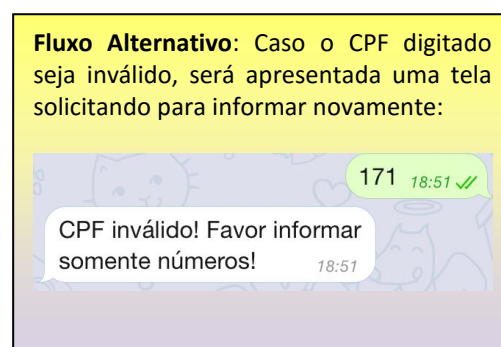 Fluxo Alternativo: Caso o CPF digitado
seja inválido, será apresentada uma tela
solicitando para informar novamente:
171 18:51
CPF inválido! Favor informar
somente números! 18:51